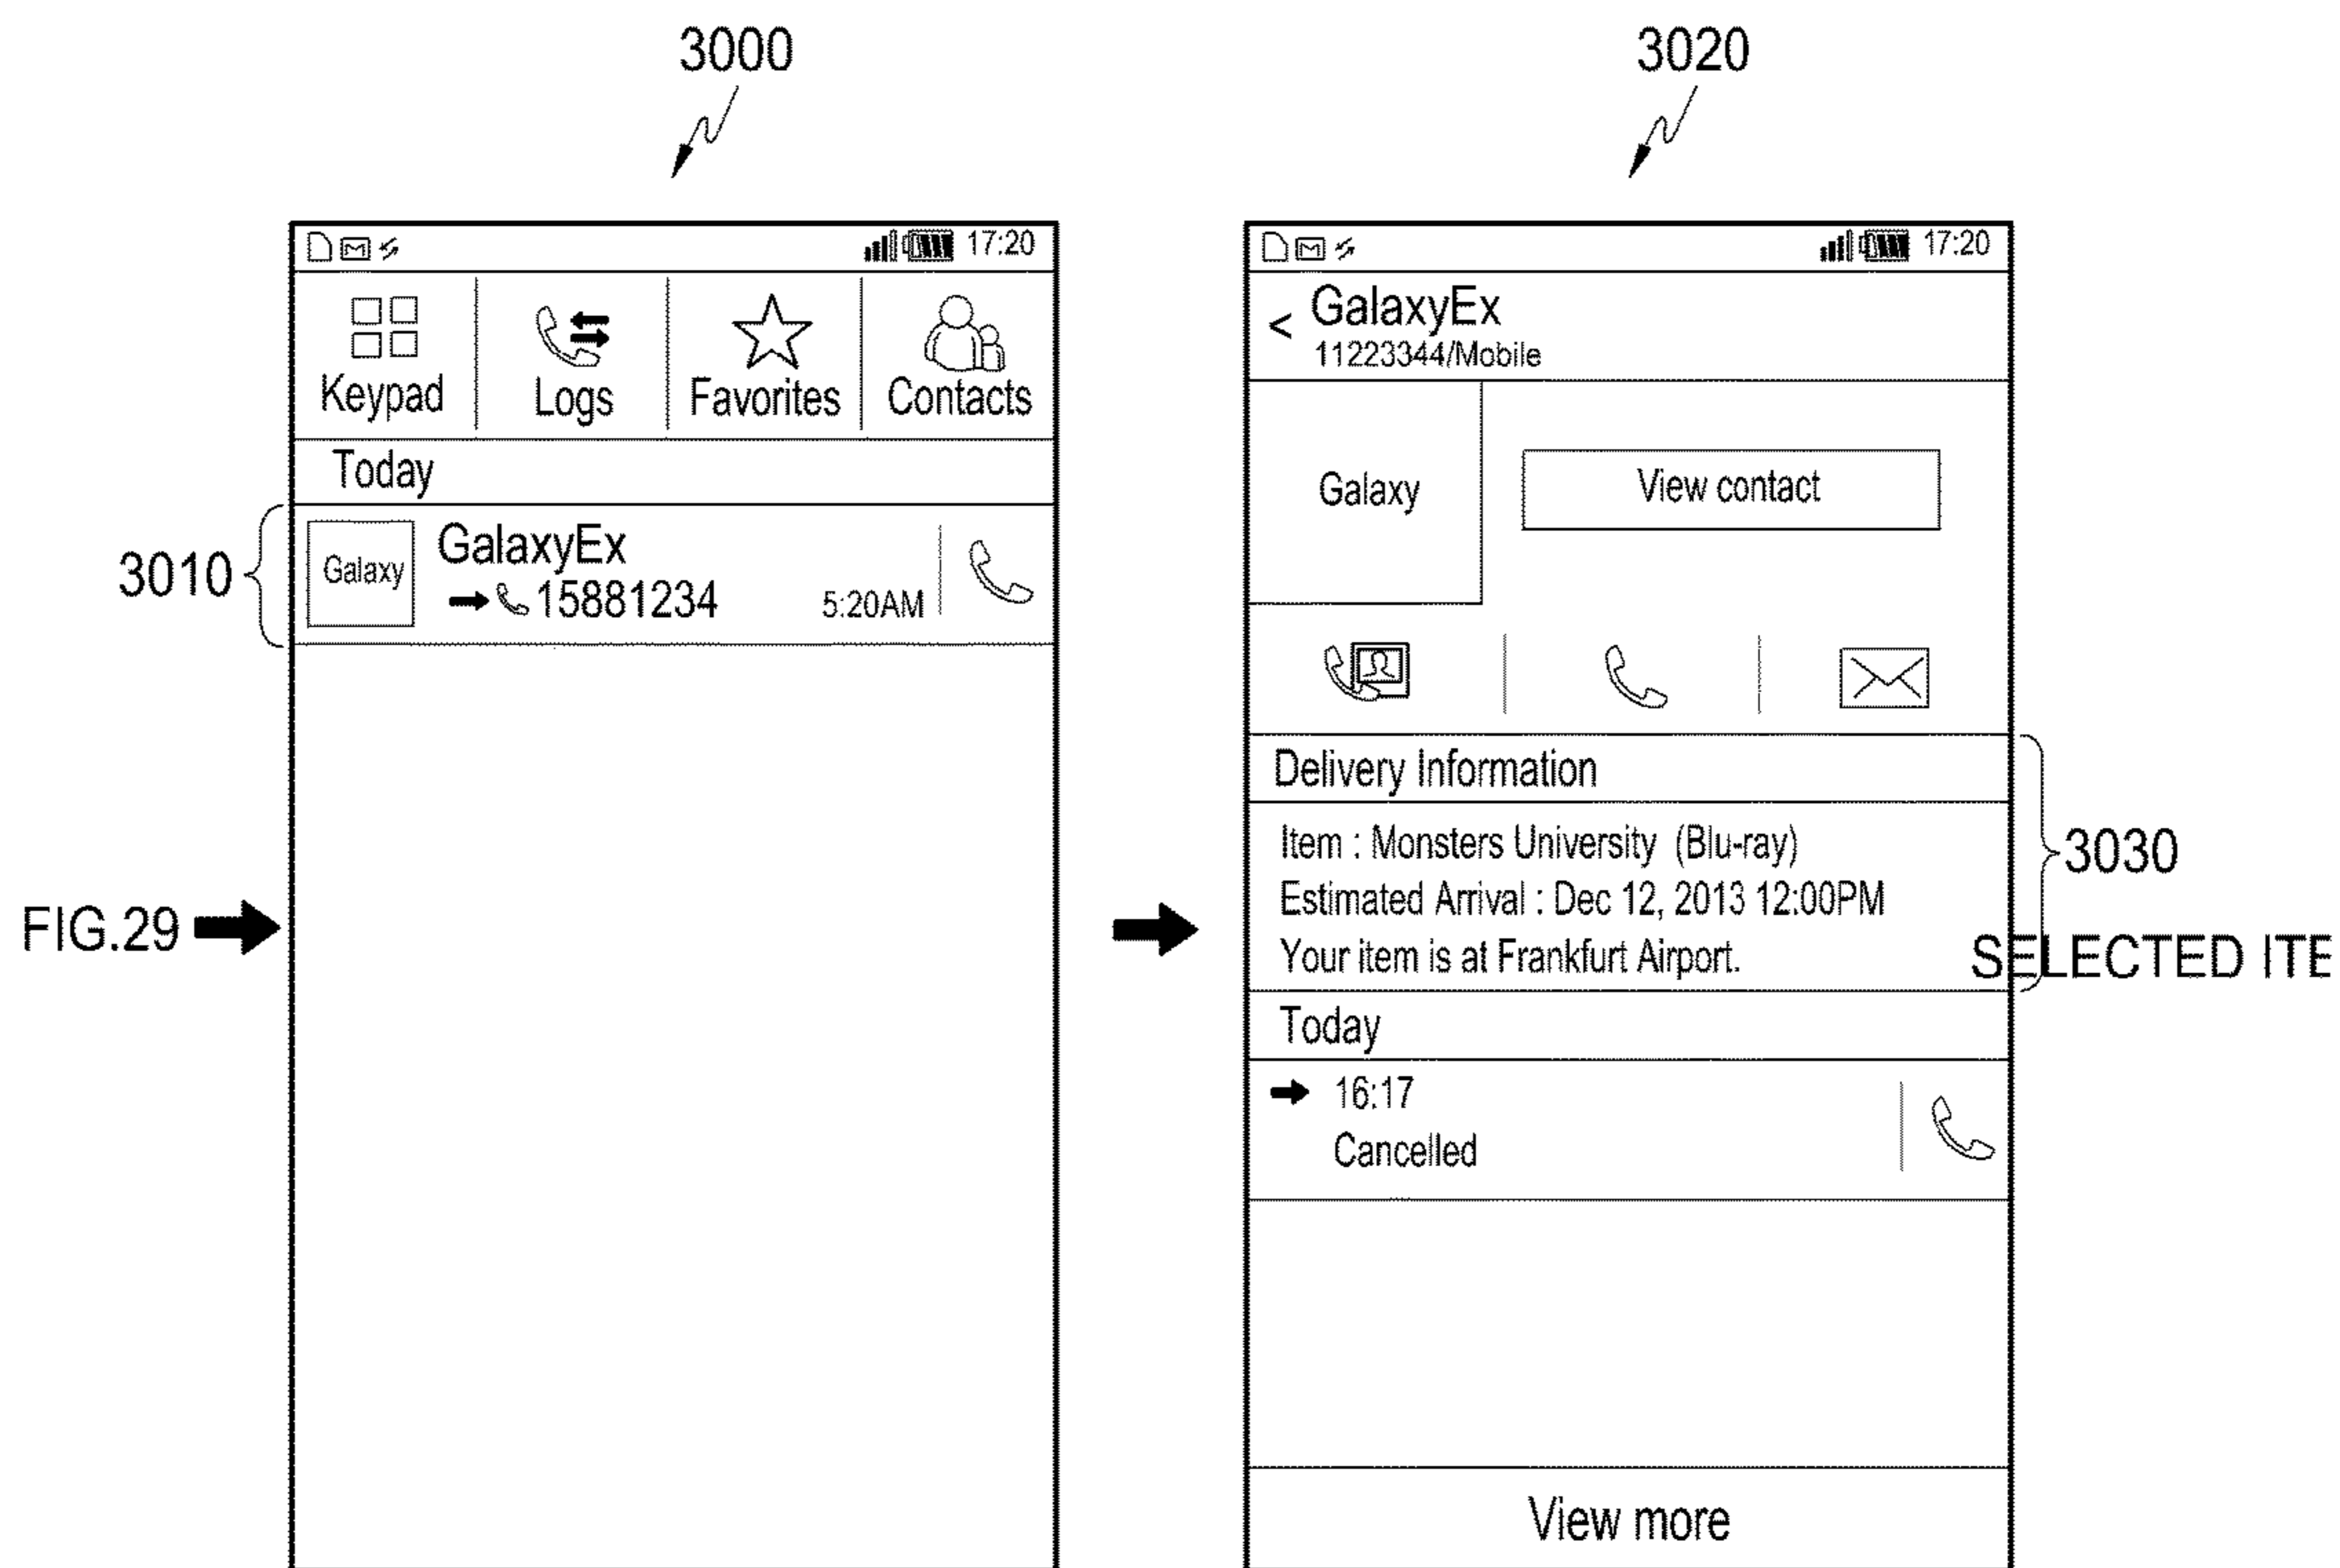 3000
3020
17:20
17:20
Keypad
Logs
Favorites
Contacts
Today
3010
Galaxy
GalaxyEx
15881234
5:20AM
FIG.29
< GalaxyEx
11223344/Mobile
Galaxy
View contact
Delivery Information
Item : Monsters University (Blu-ray)
Estimated Arrival : Dec 12, 2013 12:00PM
Your item is at Frankfurt Airport.
3030
SELECTED ITE
Today
16:17
Cancelled
View more